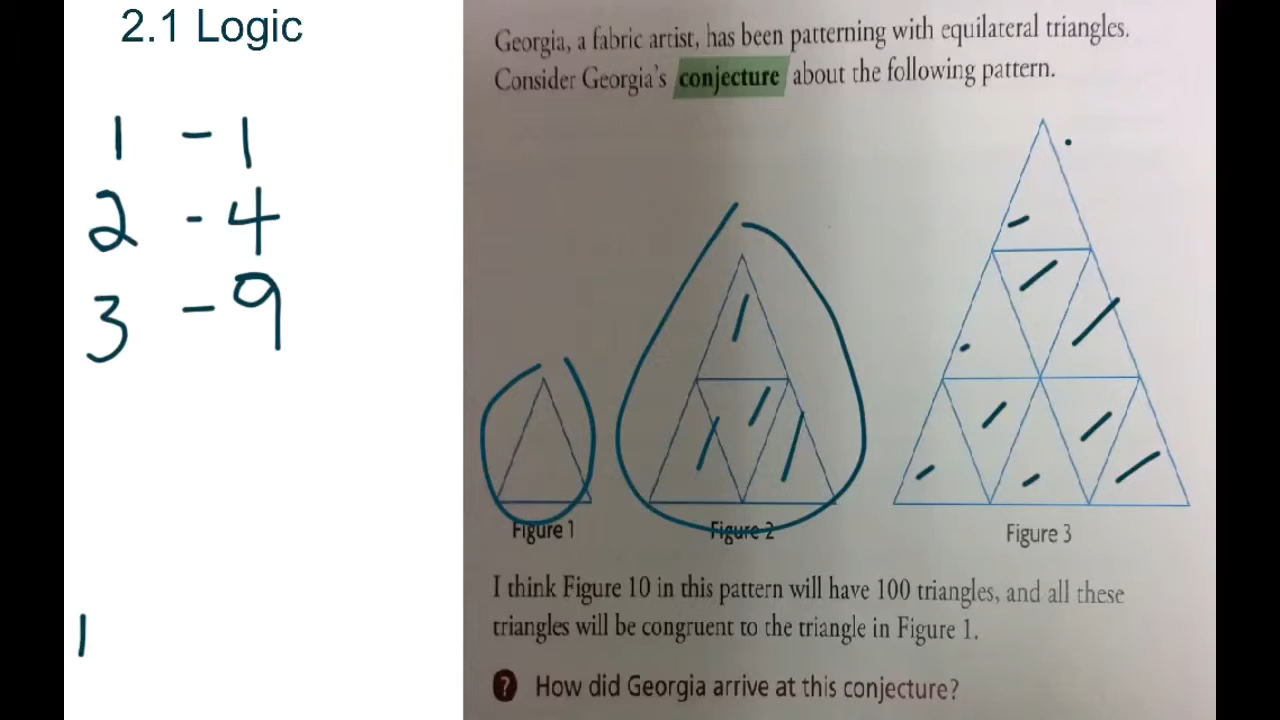 2.1 Logic
1 - 1
2 - 4
3 - 9
1
Georgia, a fabric artist, has been patterning with equilateral triangles.
Consider Georgia's conjecture about the following pattern.
Figure 1
Figure 2
Figure 3
I think Figure 10 in this pattern will have 100 triangles, and all these
triangles will be congruent to the triangle in Figure 1.
? How did Georgia arrive at this conjecture?